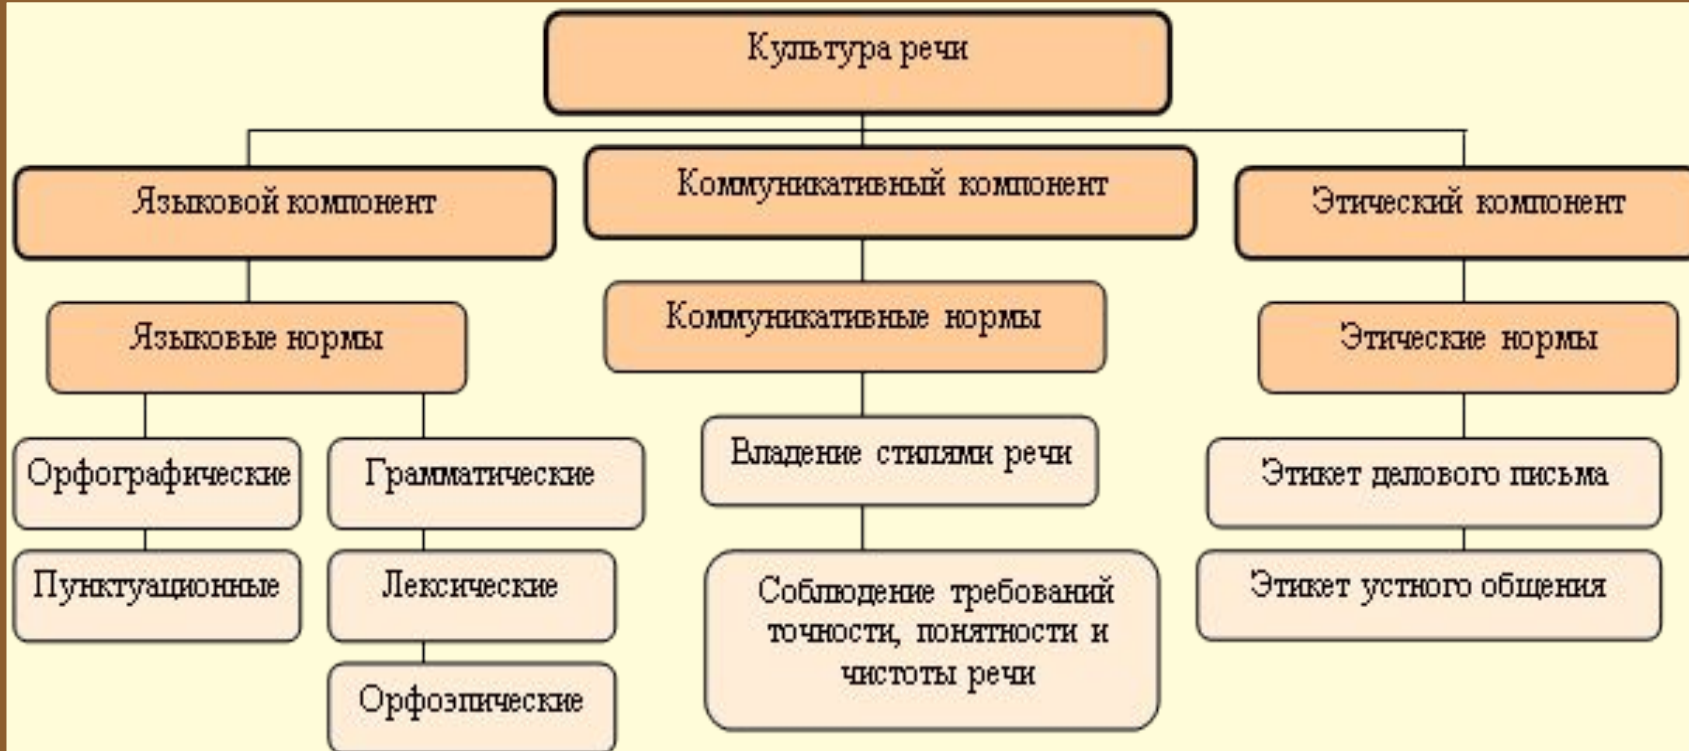 Культура речи
Языковой компонент
Коммуникативный компонент
Этический компонент
Языковые нормы
Коммуникативные нормы
Этические нормы
Орфографические
Грамматические
Владение стилями речи
Этикет делового письма
Пунктуационные
Лексические
Соблюдение требований
точности, понятности и
чистоты речи
Этикет устного общения
Орфоэпические